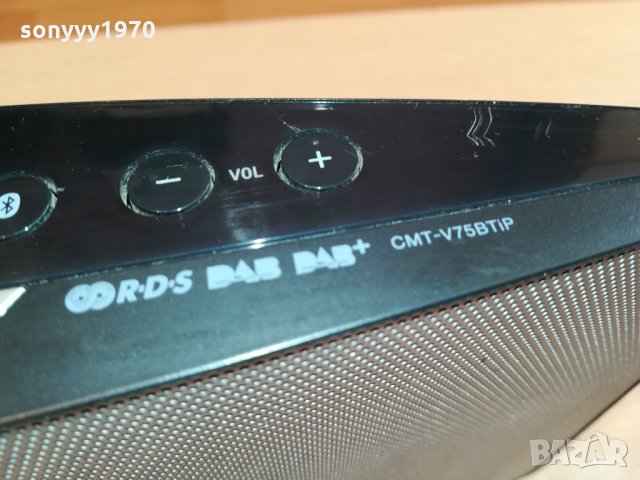 sonyyy1970
− VOL +
R·D·S DAB DAB+ CMT-V75BTiP
BAZAR